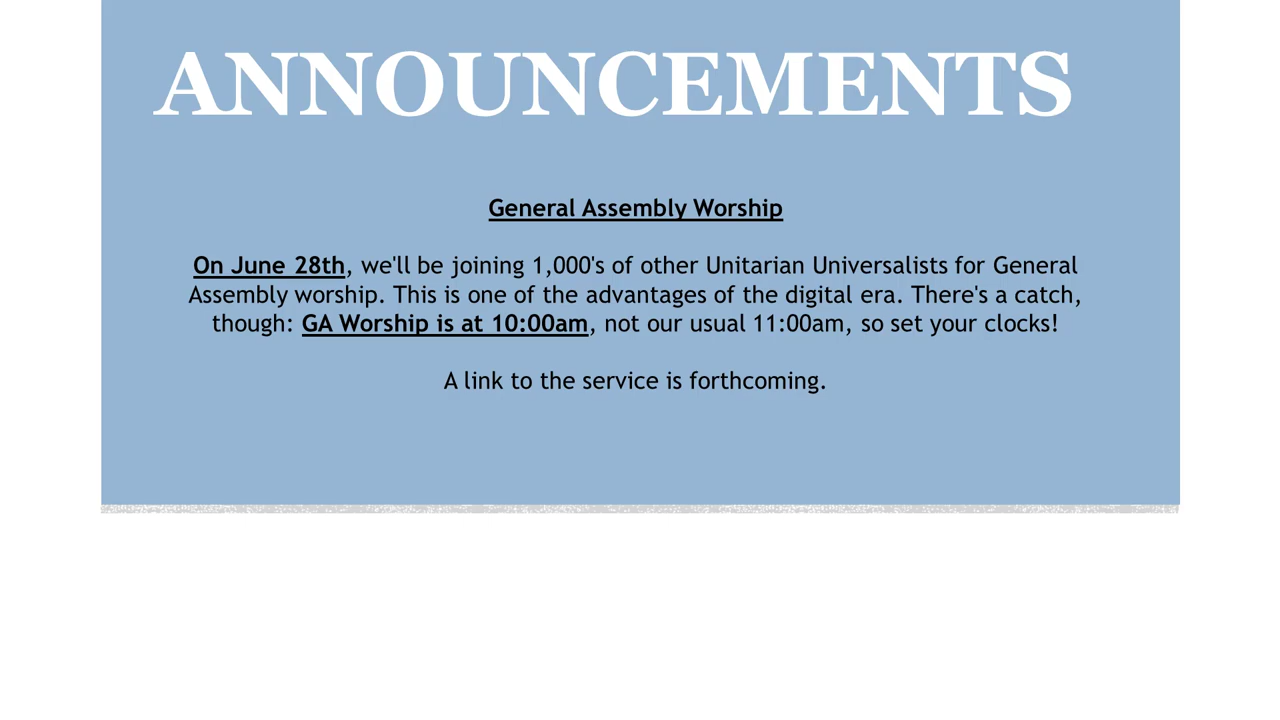 ANNOUNCEMENTS
General Assembly Worship
On June 28th, we'll be joining 1,000's of other Unitarian Universalists for General
Assembly worship. This is one of the advantages of the digital era. There's a catch,
though: GA Worship is at 10:00am, not our usual 11:00am, so set your clocks!
A link to the service is forthcoming.